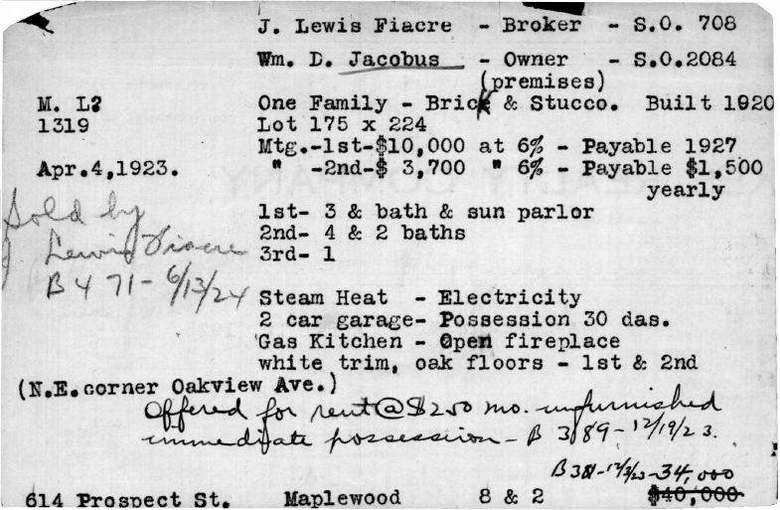 J. Lewis Fiacre - Broker - S.O. 708
Wm. D. Jacobus - Owner - S.O.2084
(premises)
M. L? One Family - Brick & Stucco. Built 1920
1319 Lot 175 x 224
Mtg.-1st-$10,000 at 6% - Payable 1927
Apr.4,1923. " -2nd-$ 3,700 " 6% - Payable $1,500
yearly
Sold by
Lewis Fiacre
B 471- 6/13/24
1st- 3 & bath & sun parlor
2nd- 4 & 2 baths
3rd- 1
Steam Heat - Electricity
2 car garage- Possession 30 das.
Gas Kitchen - Open fireplace
white trim, oak floors - 1st & 2nd
(N.E.corner Oakview Ave.)
Offered for rent @ $250 mo. unfurnished
immediate possession - B 389-12/19/23.
34,000
614 Prospect St. Maplewood 8 & 2 $40,000